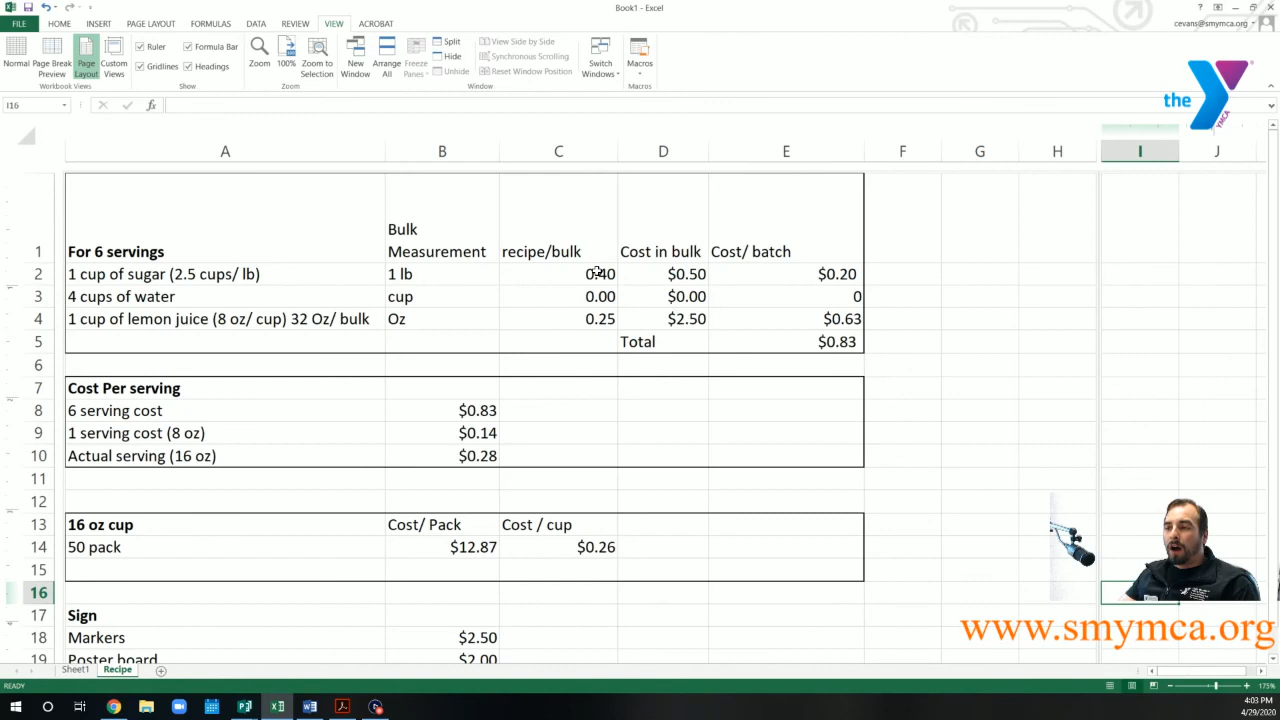 Book1 - Excel
FILE HOME INSERT PAGE LAYOUT FORMULAS DATA REVIEW VIEW ACROBAT
cevans@smymca.org
Normal Page Break Preview Page Layout Custom Views
Ruler Formula Bar
Gridlines Headings
Zoom 100% Zoom to Selection
New Window Arrange All Freeze Panes
Split
Hide
Unhide
View Side by Side
Synchronous Scrolling
Reset Window Position
Switch Windows Macros
Workbook Views Show Zoom Window Macros
the YMCA
I16 fx
A B C D E F G H I J
1 For 6 servings Bulk Measurement recipe/bulk Cost in bulk Cost/ batch
2 1 cup of sugar (2.5 cups/ lb) 1 lb 0.40 $0.50 $0.20
3 4 cups of water cup 0.00 $0.00 0
4 1 cup of lemon juice (8 oz/ cup) 32 Oz/ bulk Oz 0.25 $2.50 $0.63
5 Total $0.83
6
7 Cost Per serving
8 6 serving cost $0.83
9 1 serving cost (8 oz) $0.14
10 Actual serving (16 oz) $0.28
11
12
13 16 oz cup Cost/ Pack Cost / cup
14 50 pack $12.87 $0.26
15
16
17 Sign
18 Markers $2.50
19 Poster board $2.00
www.smymca.org
Sheet1 Recipe
READY 175%
4:03 PM
4/29/2020